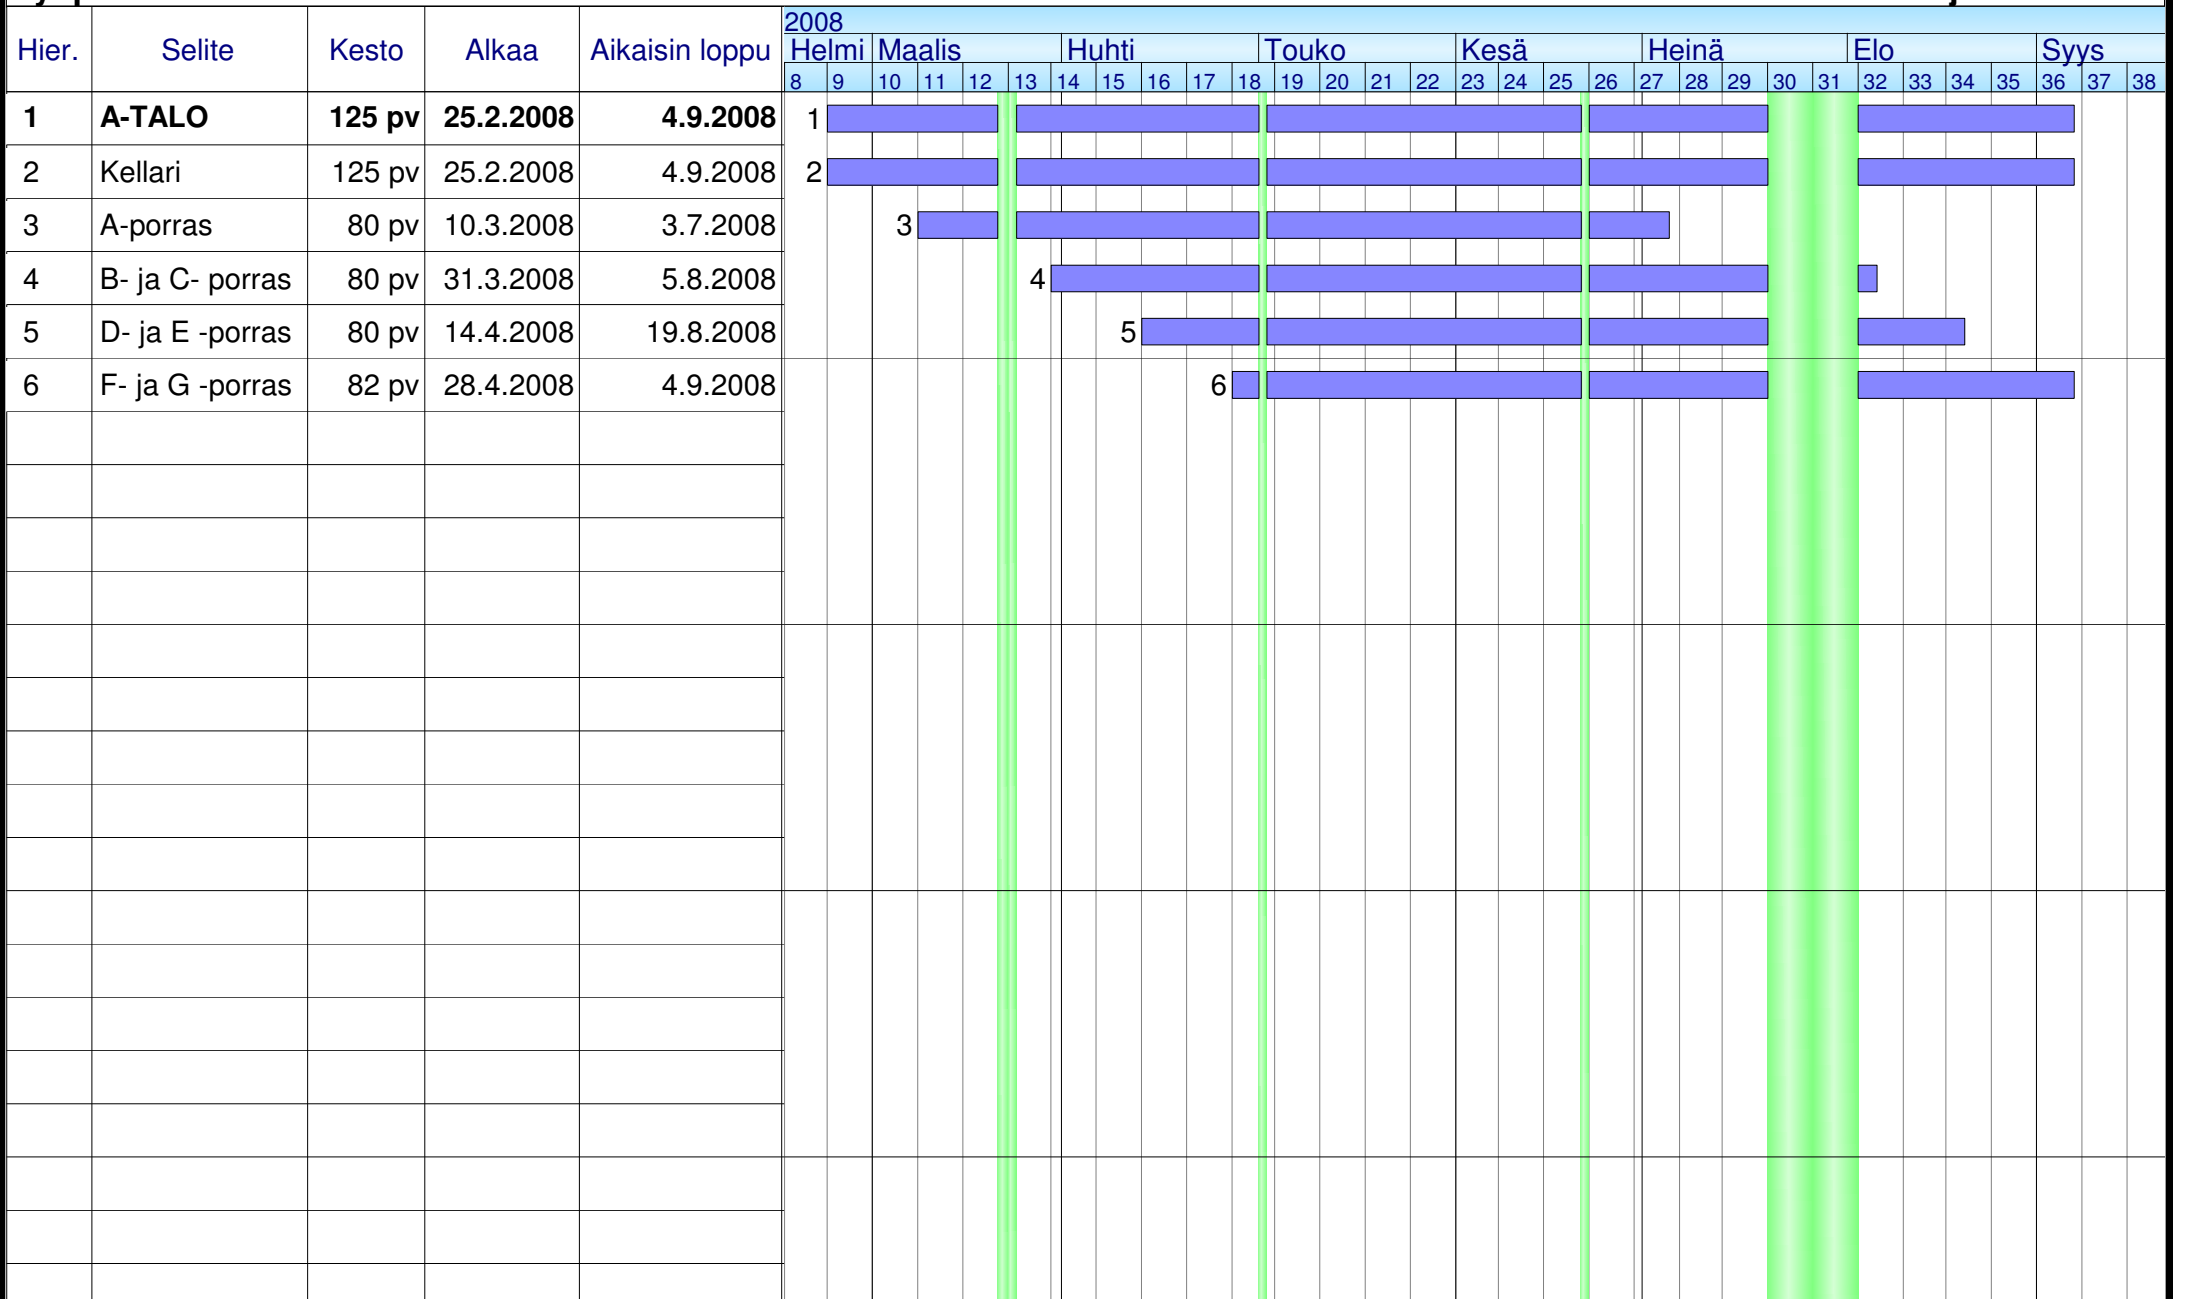 2008
Hier. Selite Kesto Alkaa Aikaisin loppu Helmi Maalis Huhti Touko Kesä Heinä Elo Syys
8 9 10 11 12 13 14 15 16 17 18 19 20 21 22 23 24 25 26 27 28 29 30 31 32 33 34 35 36 37 38
1 A-TALO 125 pv 25.2.2008 4.9.2008 1
2 Kellari 125 pv 25.2.2008 4.9.2008 2
3 A-porras 80 pv 10.3.2008 3.7.2008 3
4 B- ja C- porras 80 pv 31.3.2008 5.8.2008 4
5 D- ja E -porras 80 pv 14.4.2008 19.8.2008 5
6 F- ja G -porras 82 pv 28.4.2008 4.9.2008 6